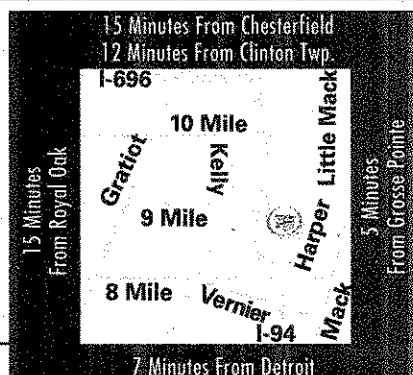 15 Minutes From Chesterfield
12 Minutes From Clinton Twp.
15 Minutes
From Royal Oak
I-696
10 Mile
Gratiot
Kelly
Little Mack
9 Mile
Harper
8 Mile
Vernier
Mack
I-94
5 Minutes
From Grosse Pointe
7 Minutes From Detroit